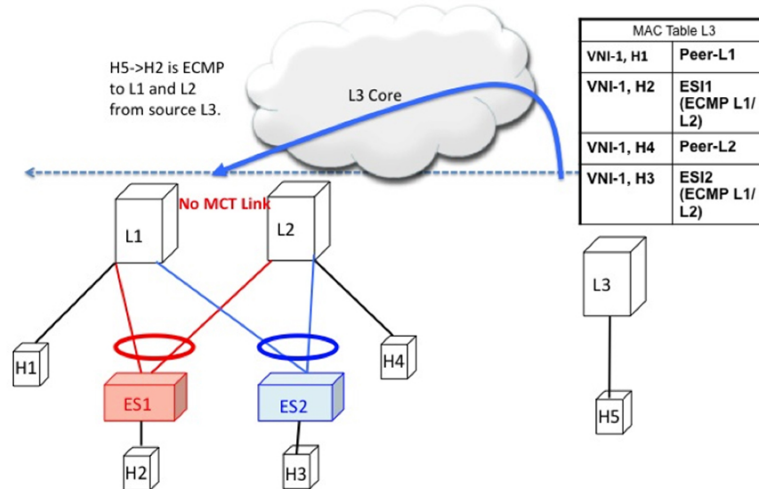 H5->H2 is ECMP
to L1 and L2
from source L3.
L3 Core
MAC Table L3
VNI-1, H1 Peer-L1
VNI-1, H2 ESI1
(ECMP L1/
L2)
VNI-1, H4 Peer-L2
VNI-1, H3 ESI2
(ECMP L1/
L2)
No MCT Link
L1
L2
L3
H1
H4
ES1
ES2
H5
H2
H3